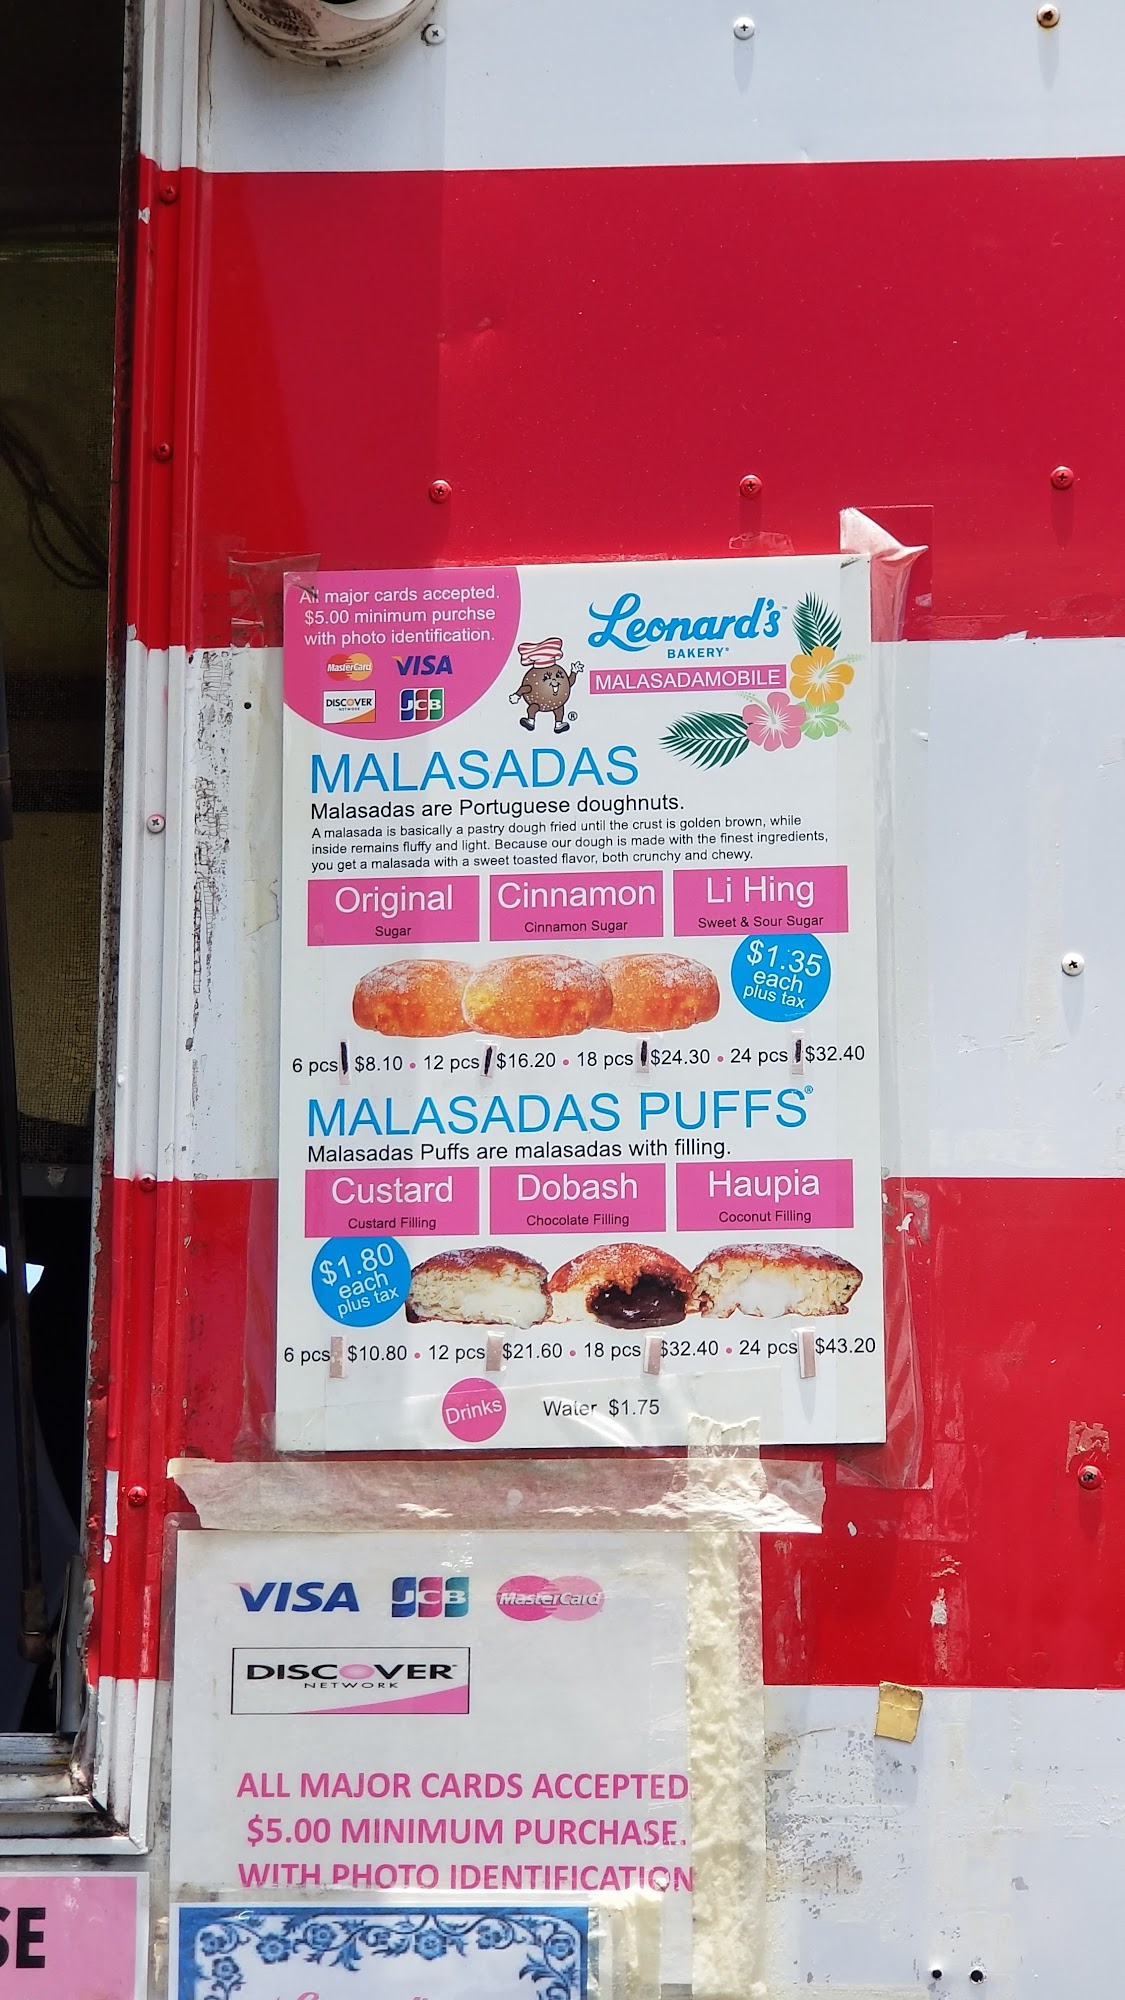 All major cards accepted.
$5.00 minimum purchse
with photo identification.
MasterCard VISA
DISCOVER NETWORK JCB
Leonard's™
BAKERY®
MALASADAMOBILE
®
MALASADAS
Malasadas are Portuguese doughnuts.
A malasada is basically a pastry dough fried until the crust is golden brown, while
inside remains fluffy and light. Because our dough is made with the finest ingredients,
you get a malasada with a sweet toasted flavor, both crunchy and chewy.
Original Cinnamon Li Hing
Sugar Cinnamon Sugar Sweet & Sour Sugar
$1.35
each
plus tax
6 pcs $8.10 • 12 pcs $16.20 • 18 pcs $24.30 • 24 pcs $32.40
MALASADAS PUFFS®
Malasadas Puffs are malasadas with filling.
Custard Dobash Haupia
Custard Filling Chocolate Filling Coconut Filling
$1.80
each
plus tax
6 pcs $10.80 • 12 pcs $21.60 • 18 pcs $32.40 • 24 pcs $43.20
Drinks Water $1.75
VISA JCB MasterCard
DISCOVER
NETWORK
ALL MAJOR CARDS ACCEPTED
$5.00 MINIMUM PURCHASE.
WITH PHOTO IDENTIFICATION
SE